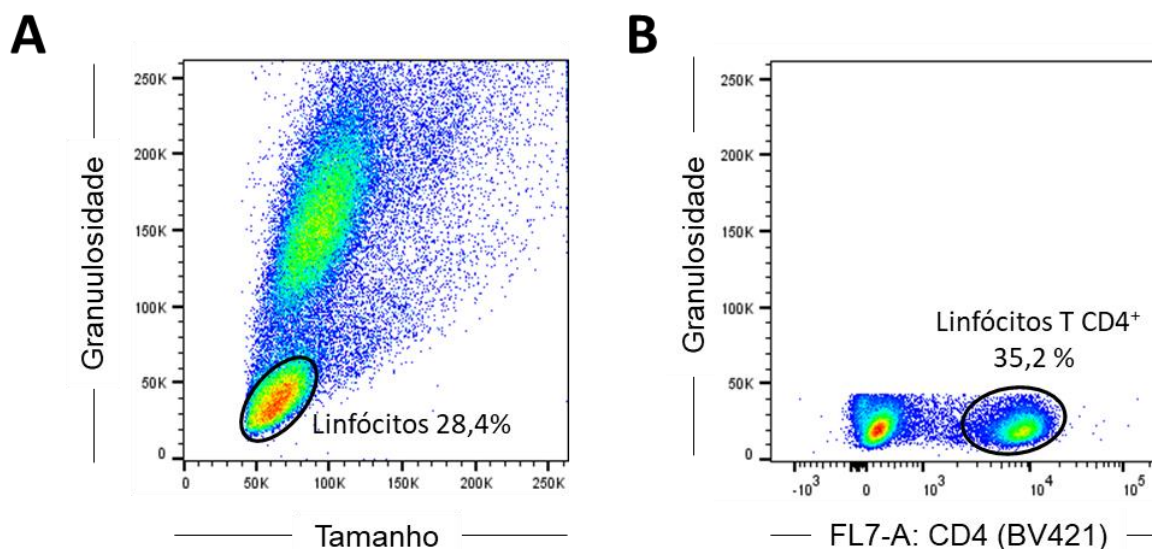 A
B
250K
200K
150K
100K
50K
0
Granuulosidade
Linfócitos 28,4%
0
50K
100K
150K
200K
250K
Tamanho
250K
200K
150K
100K
50K
0
Granulosidade
Linfócitos T CD4⁺
35,2 %
-10³
0
10³
10⁴
10⁵
FL7-A: CD4 (BV421)